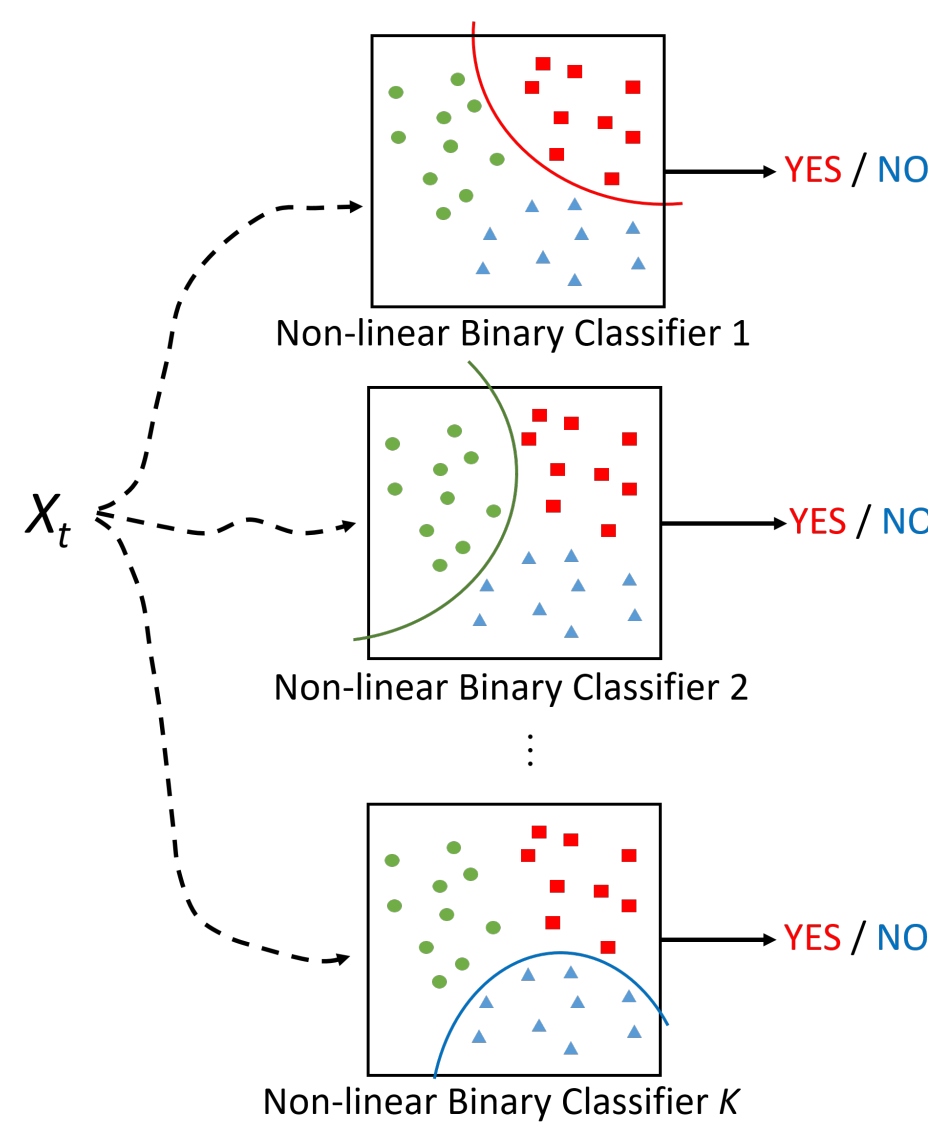 YES / NO
Non-linear Binary Classifier 1
Xt
YES / NO
Non-linear Binary Classifier 2
⋮
YES / NO
Non-linear Binary Classifier K